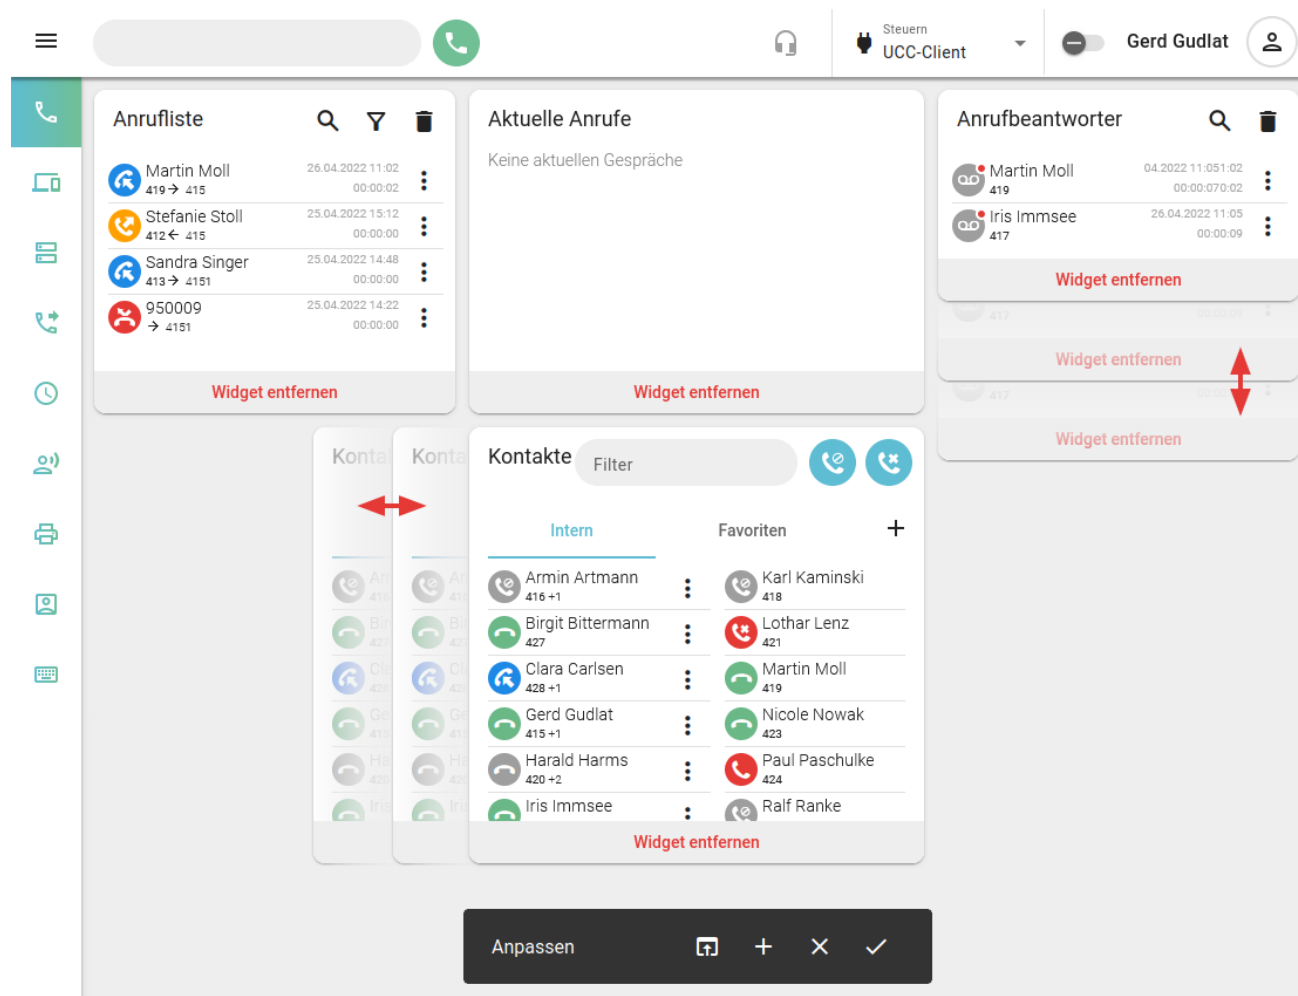 Steuern
UCC-Client
Gerd Gudlat
Anrufliste
Martin Moll
26.04.2022 11:02
419 → 415
00:00:02
Stefanie Stoll
25.04.2022 15:12
412 ← 415
00:00:00
Sandra Singer
25.04.2022 14:48
413 → 4151
00:00:00
950009
25.04.2022 14:22
→ 4151
00:00:00
Widget entfernen
Aktuelle Anrufe
Keine aktuellen Gespräche
Widget entfernen
Anrufbeantworter
Martin Moll
04.2022 11:051:02
419
00:00:070:02
Iris Immsee
26.04.2022 11:05
417
00:00:09
Widget entfernen
417
00:00:09
Widget entfernen
417
Widget entfernen
Konta
Konta
Kontakte
Filter
Intern
Favoriten
Armin Artmann
416 +1
Karl Kaminski
418
Birgit Bittermann
427
Lothar Lenz
421
Clara Carlsen
428 +1
Martin Moll
419
Gerd Gudlat
415 +1
Nicole Nowak
423
Harald Harms
420 +2
Paul Paschulke
424
Iris Immsee
Ralf Ranke
Widget entfernen
Anpassen